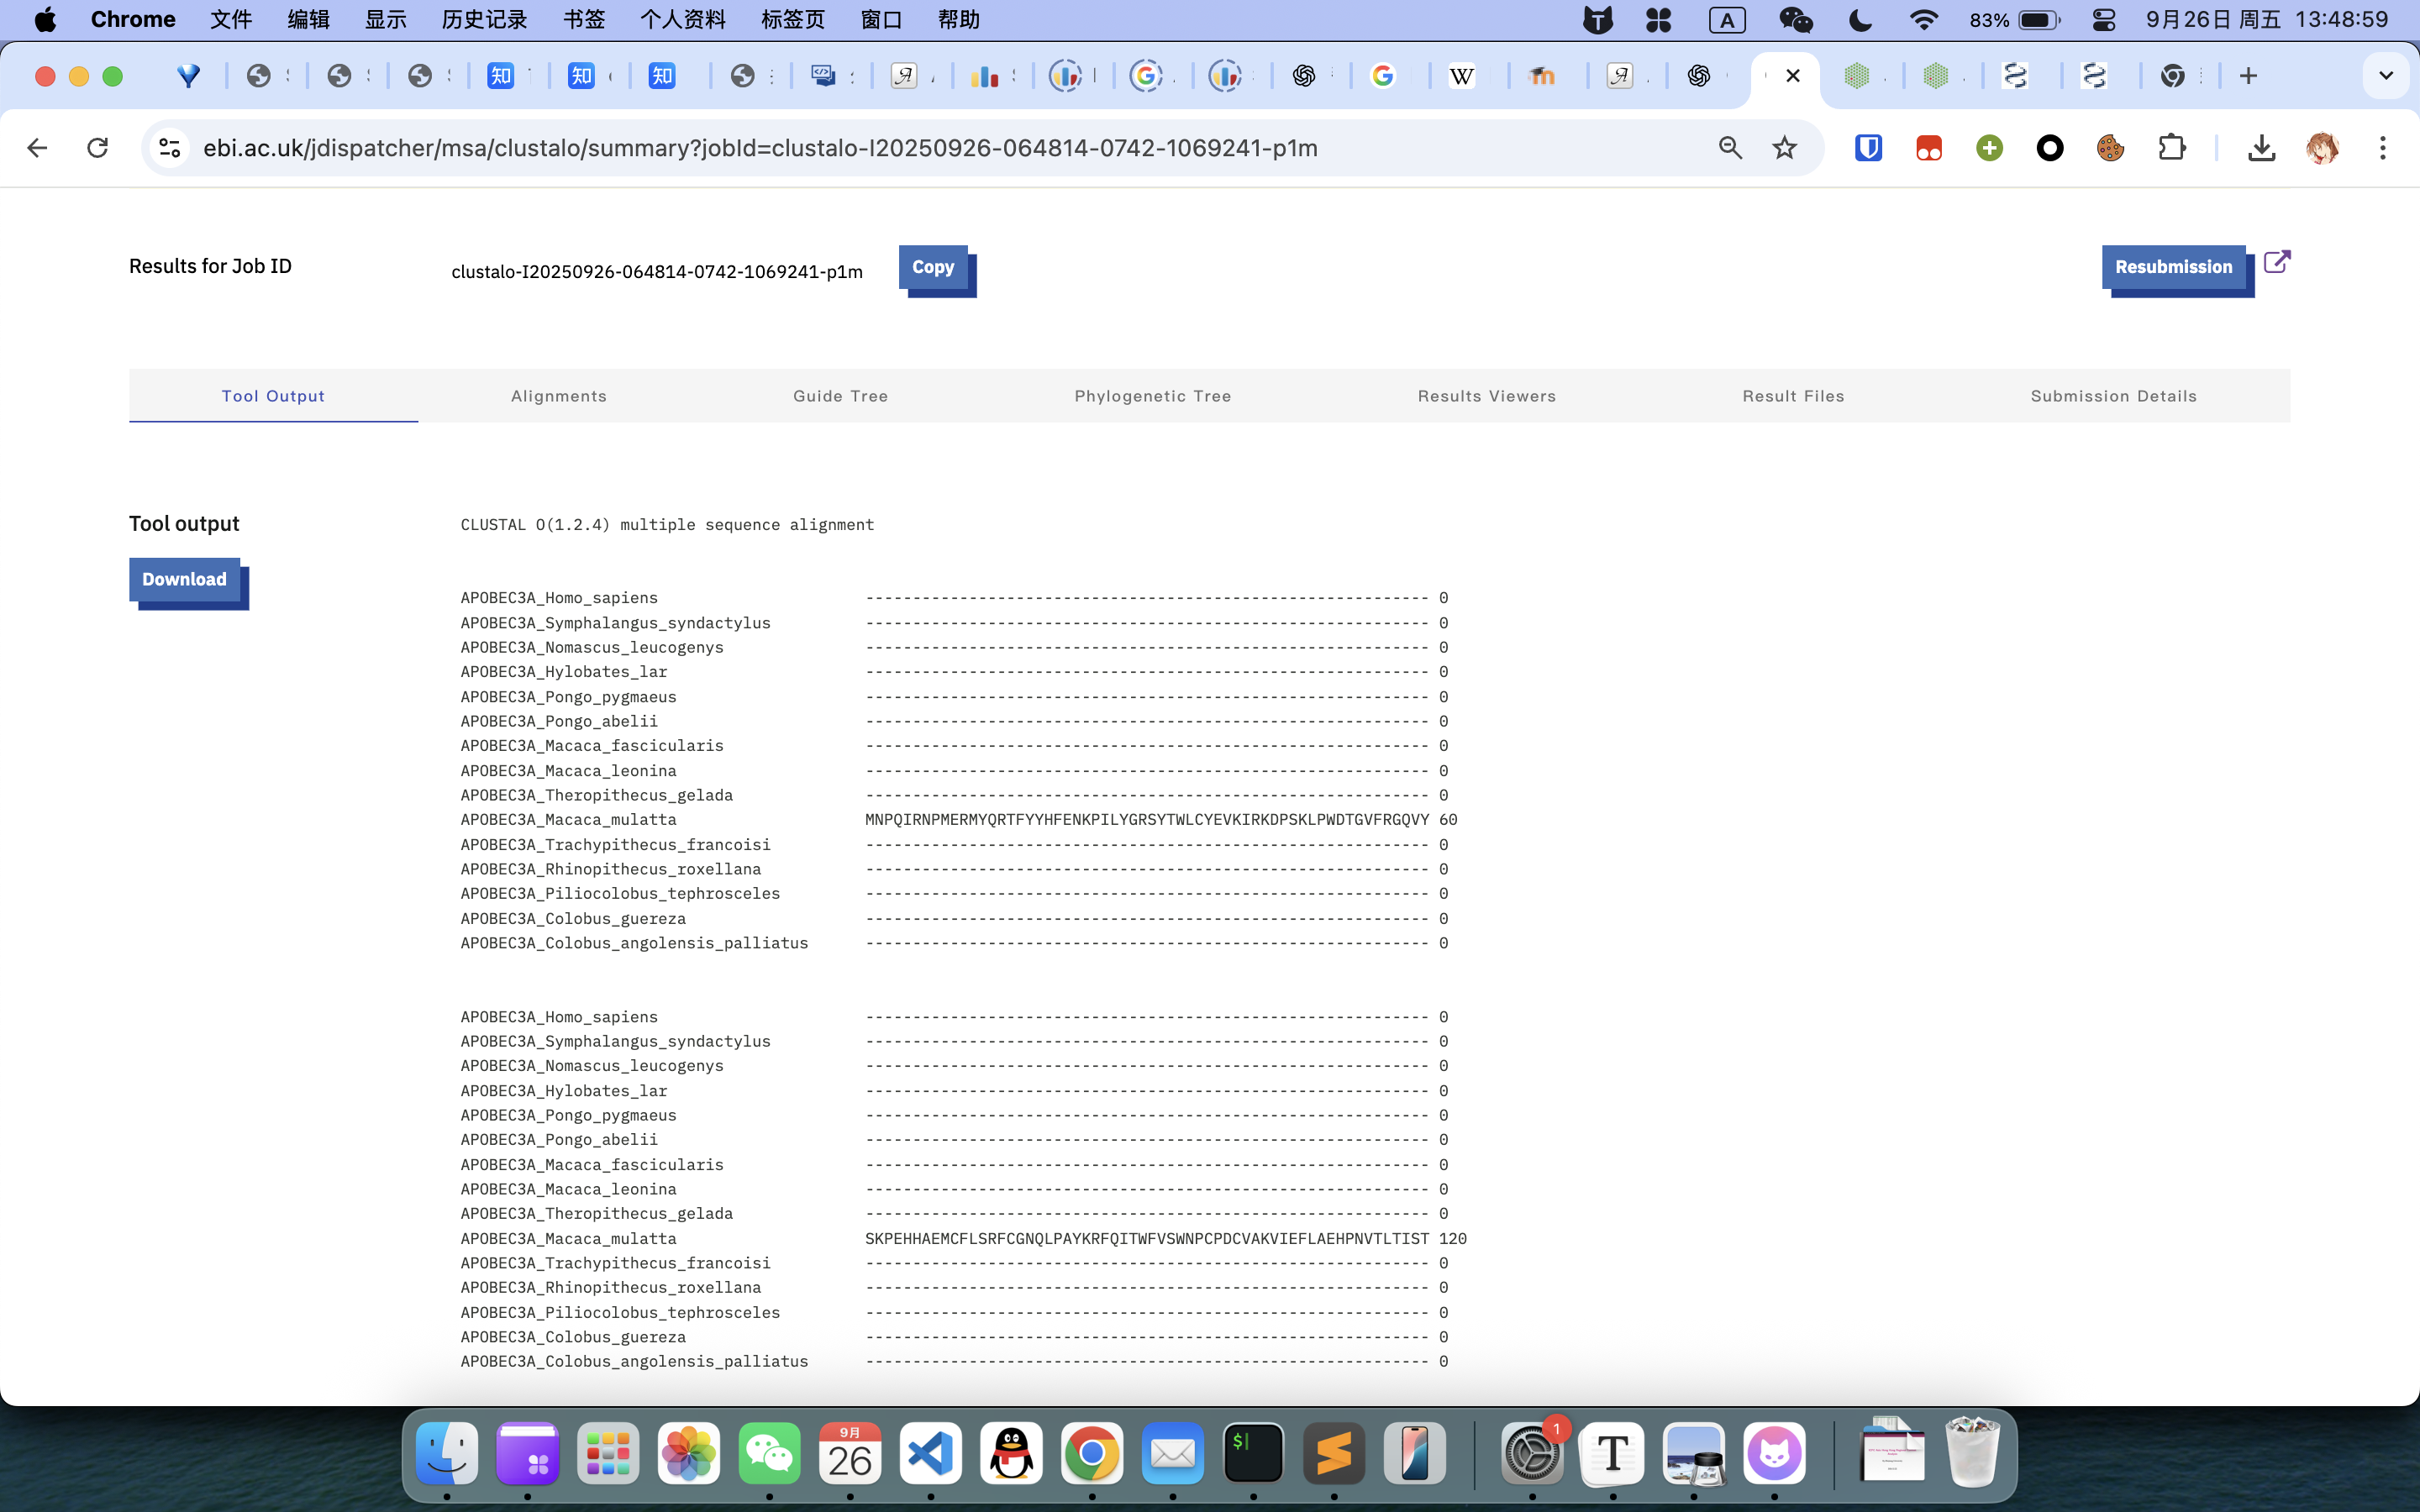 Chrome 文件 编辑 显示 历史记录 书签 个人资料 标签页 窗口 帮助 A 83% 9月26日 周五 13:48:59
ebi.ac.uk/jdispatcher/msa/clustalo/summary?jobId=clustalo-I20250926-064814-0742-1069241-p1m
Results for Job ID clustalo-I20250926-064814-0742-1069241-p1m Copy Resubmission
Tool Output Alignments Guide Tree Phylogenetic Tree Results Viewers Result Files Submission Details
Tool output CLUSTAL O(1.2.4) multiple sequence alignment
Download
APOBEC3A_Homo_sapiens ------------------------------------------------------------ 0
APOBEC3A_Symphalangus_syndactylus ------------------------------------------------------------ 0
APOBEC3A_Nomascus_leucogenys ------------------------------------------------------------ 0
APOBEC3A_Hylobates_lar ------------------------------------------------------------ 0
APOBEC3A_Pongo_pygmaeus ------------------------------------------------------------ 0
APOBEC3A_Pongo_abelii ------------------------------------------------------------ 0
APOBEC3A_Macaca_fascicularis ------------------------------------------------------------ 0
APOBEC3A_Macaca_leonina ------------------------------------------------------------ 0
APOBEC3A_Theropithecus_gelada ------------------------------------------------------------ 0
APOBEC3A_Macaca_mulatta MNPQIRNPMERMYQRTFYYHFENKPILYGRSYTWLCYEVKIRKDPSKLPWDTGVFRGQVY 60
APOBEC3A_Trachypithecus_francoisi ------------------------------------------------------------ 0
APOBEC3A_Rhinopithecus_roxellana ------------------------------------------------------------ 0
APOBEC3A_Piliocolobus_tephrosceles ------------------------------------------------------------ 0
APOBEC3A_Colobus_guereza ------------------------------------------------------------ 0
APOBEC3A_Colobus_angolensis_palliatus ------------------------------------------------------------ 0
APOBEC3A_Homo_sapiens ------------------------------------------------------------ 0
APOBEC3A_Symphalangus_syndactylus ------------------------------------------------------------ 0
APOBEC3A_Nomascus_leucogenys ------------------------------------------------------------ 0
APOBEC3A_Hylobates_lar ------------------------------------------------------------ 0
APOBEC3A_Pongo_pygmaeus ------------------------------------------------------------ 0
APOBEC3A_Pongo_abelii ------------------------------------------------------------ 0
APOBEC3A_Macaca_fascicularis ------------------------------------------------------------ 0
APOBEC3A_Macaca_leonina ------------------------------------------------------------ 0
APOBEC3A_Theropithecus_gelada ------------------------------------------------------------ 0
APOBEC3A_Macaca_mulatta SKPEHHAEMCFLSRFCGNQLPAYKRFQITWFVSWNPCPDCVAKVIEFLAEHPNVTLTIST 120
APOBEC3A_Trachypithecus_francoisi ------------------------------------------------------------ 0
APOBEC3A_Rhinopithecus_roxellana ------------------------------------------------------------ 0
APOBEC3A_Piliocolobus_tephrosceles ------------------------------------------------------------ 0
APOBEC3A_Colobus_guereza ------------------------------------------------------------ 0
APOBEC3A_Colobus_angolensis_palliatus ------------------------------------------------------------ 0
9月
26
1